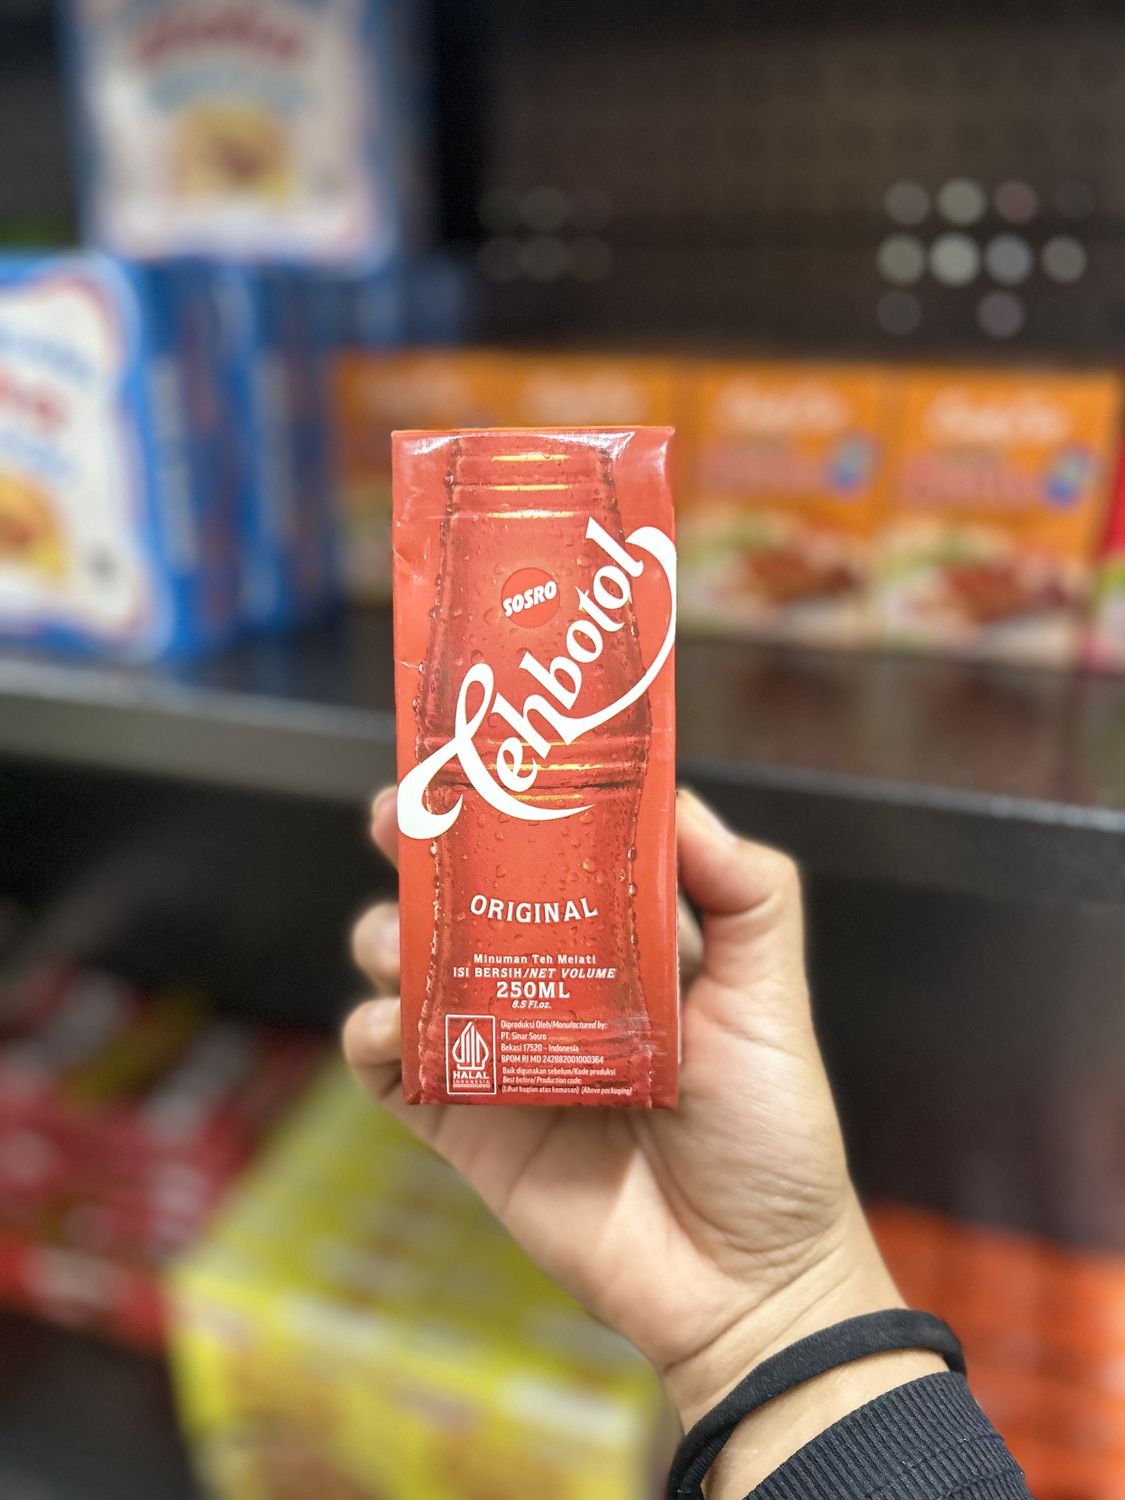 SOSRO
Tehbotol
ORIGINAL
Minuman Teh Melati
ISI BERSIH/NET VOLUME
250ML
8.5 Fl.oz.
HALAL
INDONESIA
Diproduksi Oleh/Manufactured by:
PT. Sinar Sosro
Bekasi 17520 - Indonesia
BPOM RI MD 242882001000364
Baik digunakan sebelum/Kode produksi
Best before/ Production code:
(Lihat bagian atas kemasan) (Above packaging)